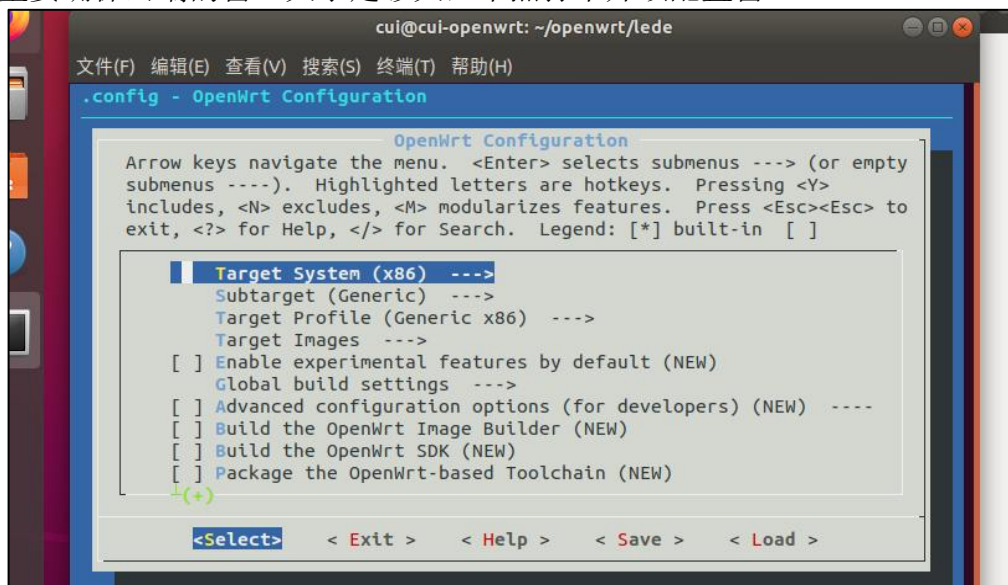 cui@cui-openwrt: ~/openwrt/lede
文件(F) 编辑(E) 查看(V) 搜索(S) 终端(T) 帮助(H)
.config - OpenWrt Configuration
OpenWrt Configuration
Arrow keys navigate the menu. <Enter> selects submenus ---> (or empty
submenus ----). Highlighted letters are hotkeys. Pressing <Y>
includes, <N> excludes, <M> modularizes features. Press <Esc><Esc> to
exit, <?> for Help, </> for Search. Legend: [*] built-in [ ]
Target System (x86) --->
Subtarget (Generic) --->
Target Profile (Generic x86) --->
Target Images --->
[ ] Enable experimental features by default (NEW)
Global build settings --->
[ ] Advanced configuration options (for developers) (NEW) ----
[ ] Build the OpenWrt Image Builder (NEW)
[ ] Build the OpenWrt SDK (NEW)
[ ] Package the OpenWrt-based Toolchain (NEW)
┴(+)
<Select> < Exit > < Help > < Save > < Load >